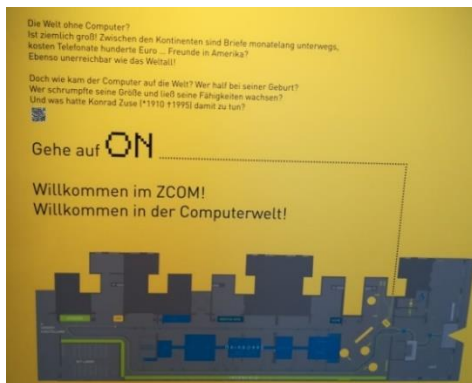 Die Welt ohne Computer?
Ist ziemlich groß! Zwischen den Kontinenten sind Briefe monatelang unterwegs,
kosten Telefonate hunderte Euro ... Freunde in Amerika?
Ebenso unerreichbar wie das Weltall!
Doch wie kam der Computer auf die Welt? Wer half bei seiner Geburt?
Wer schrumpfte seine Größe und ließ seine Fähigkeiten wachsen?
Und was hatte Konrad Zuse (*1910 †1995) damit zu tun?
Gehe auf ON
Willkommen im ZCOM!
Willkommen in der Computerwelt!